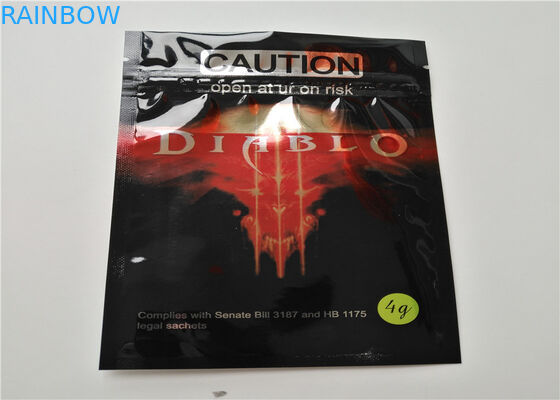 RAINBOW
CAUTION
open at ur on risk
DIABLO
Complies with Senate Bill 3187 and HB 1175
legal sachets
4g